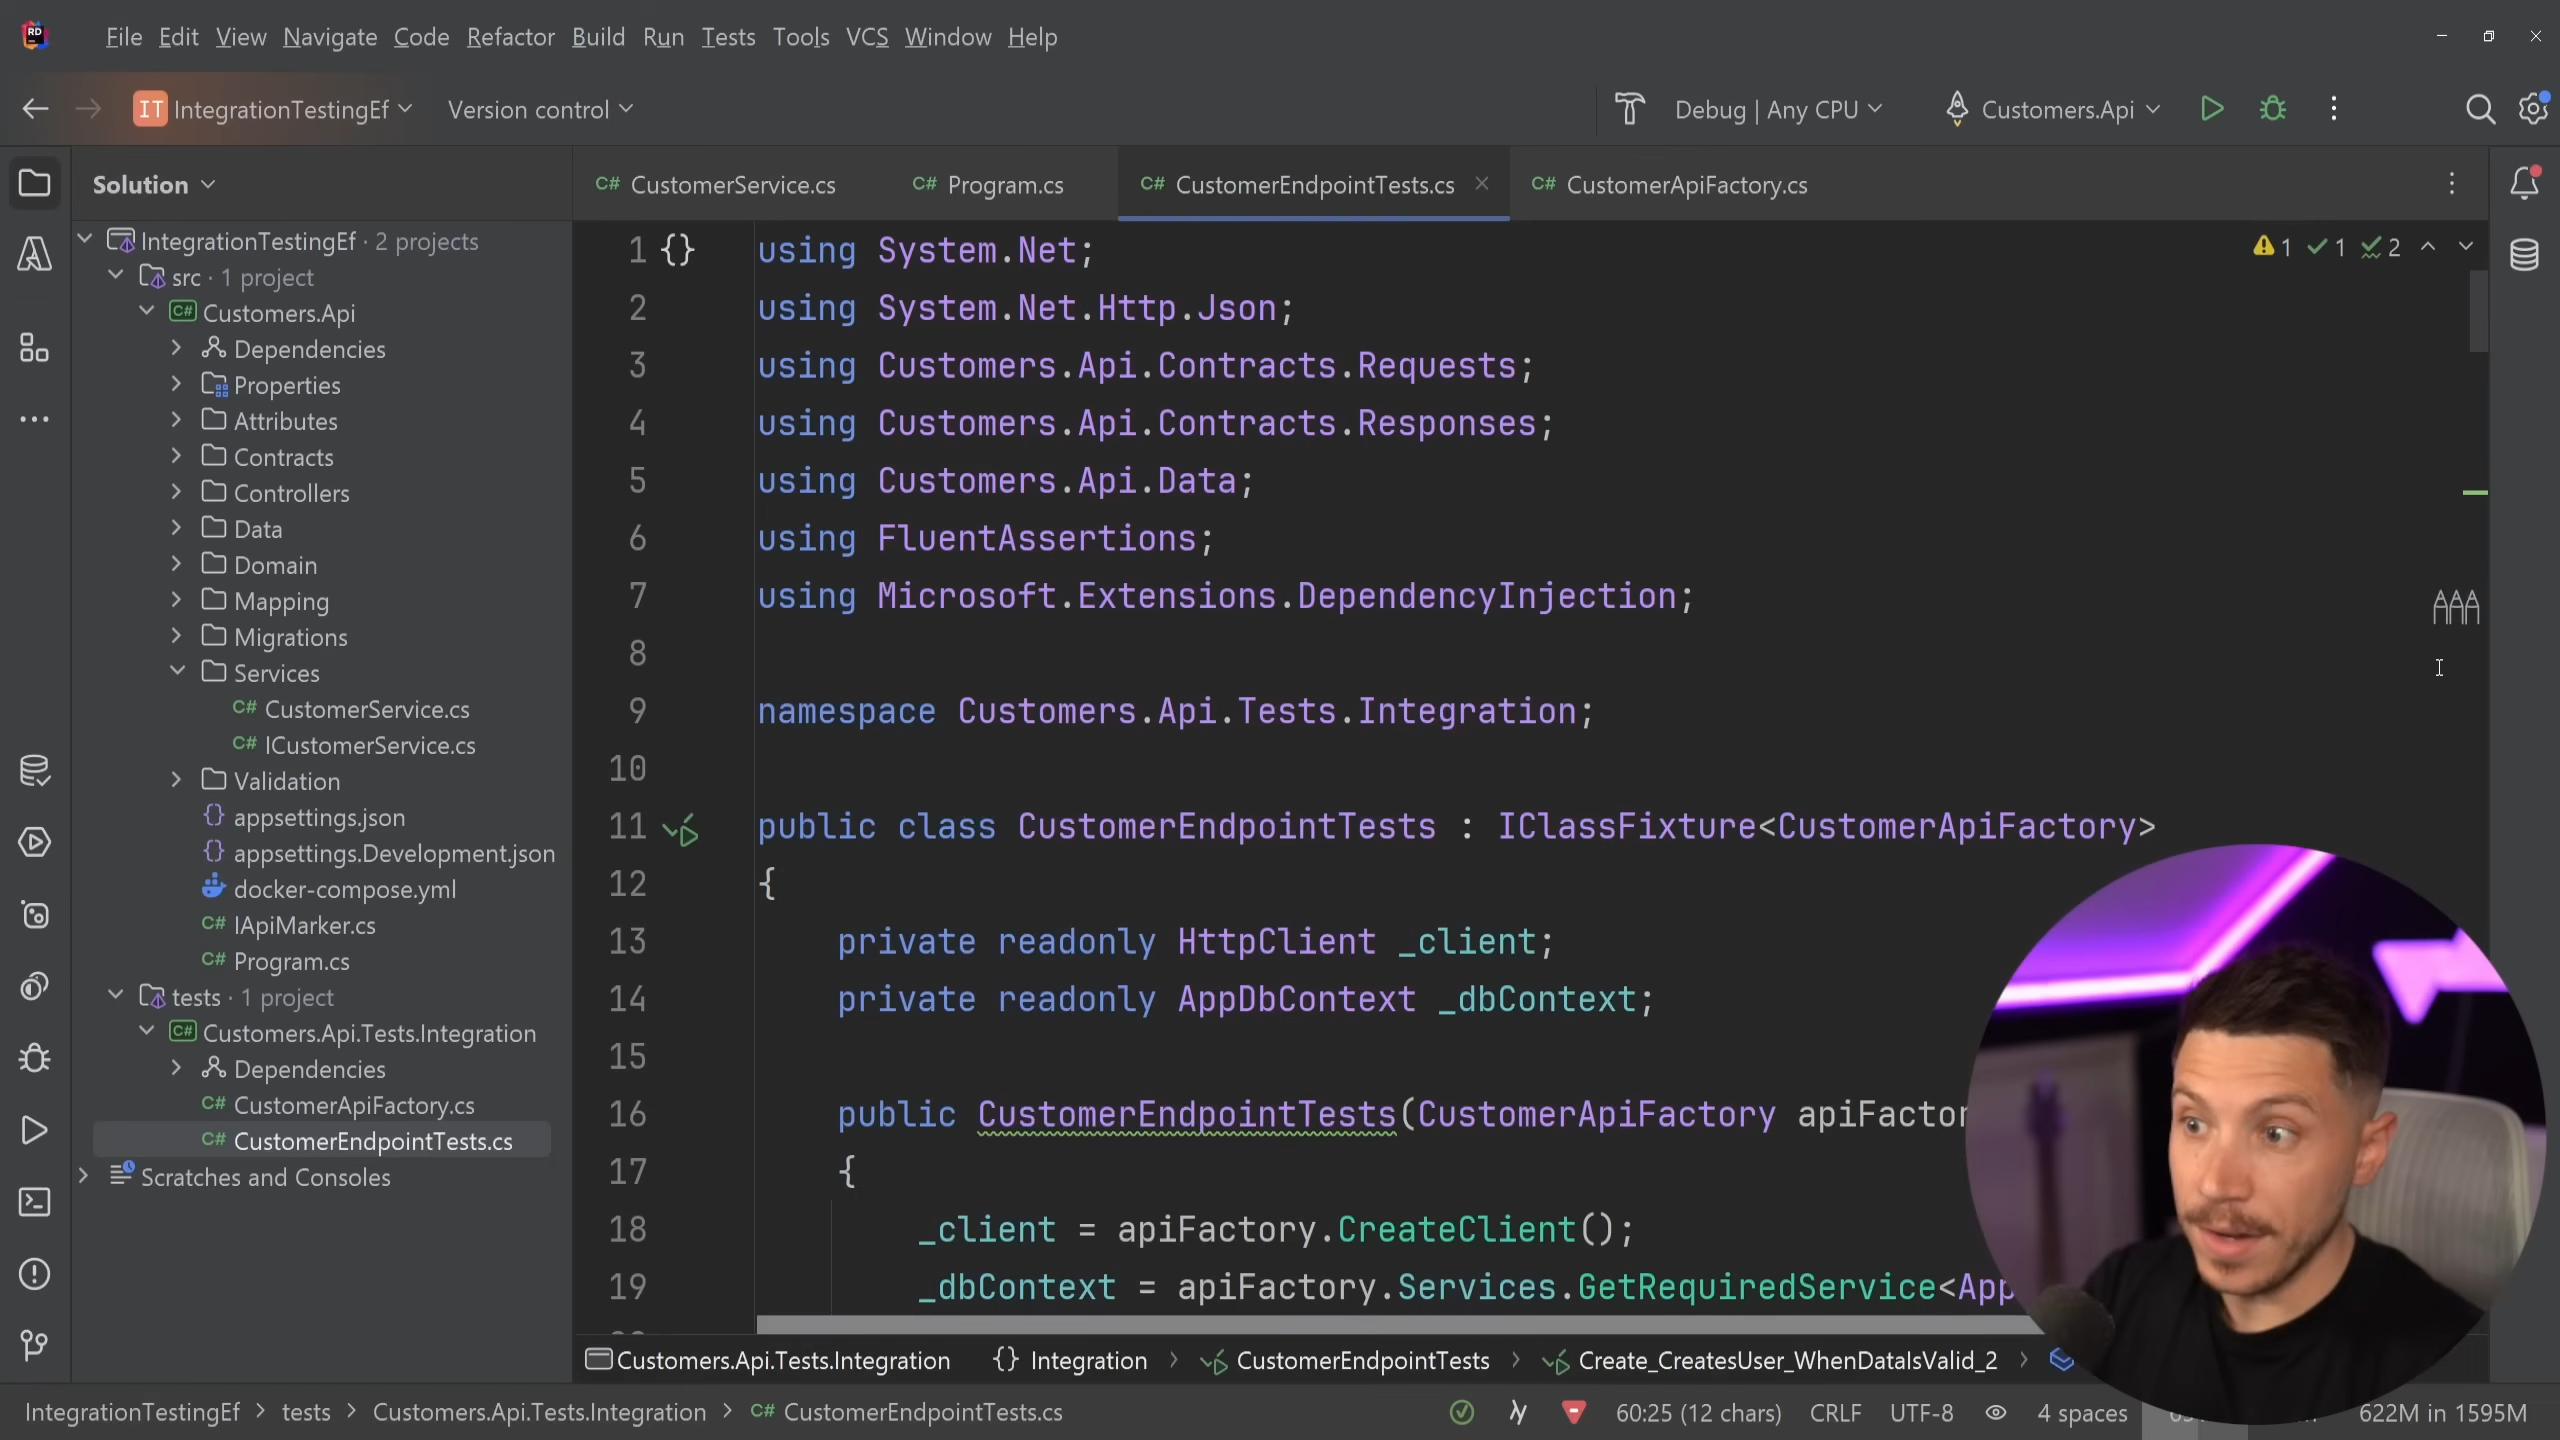 RD File Edit View Navigate Code Refactor Build Run Tests Tools VCS Window Help
IT IntegrationTestingEf Version control Debug | Any CPU Customers.Api
Solution
C# CustomerService.cs C# Program.cs C# CustomerEndpointTests.cs C# CustomerApiFactory.cs
IntegrationTestingEf · 2 projects
src · 1 project
C# Customers.Api
Dependencies
Properties
Attributes
Contracts
Controllers
Data
Domain
Mapping
Migrations
Services
C# CustomerService.cs
C# ICustomerService.cs
Validation
{} appsettings.json
{} appsettings.Development.json
docker-compose.yml
C# IApiMarker.cs
C# Program.cs
tests · 1 project
C# Customers.Api.Tests.Integration
Dependencies
C# CustomerApiFactory.cs
C# CustomerEndpointTests.cs
Scratches and Consoles
1 {} using System.Net;
2 using System.Net.Http.Json;
3 using Customers.Api.Contracts.Requests;
4 using Customers.Api.Contracts.Responses;
5 using Customers.Api.Data;
6 using FluentAssertions;
7 using Microsoft.Extensions.DependencyInjection;
8
9 namespace Customers.Api.Tests.Integration;
10
11 public class CustomerEndpointTests : IClassFixture<CustomerApiFactory>
12 {
13 private readonly HttpClient _client;
14 private readonly AppDbContext _dbContext;
15
16 public CustomerEndpointTests(CustomerApiFactory apiFactor
17 {
18 _client = apiFactory.CreateClient();
19 _dbContext = apiFactory.Services.GetRequiredService<App
1 1 2
Customers.Api.Tests.Integration {} Integration > CustomerEndpointTests > Create_CreatesUser_WhenDataIsValid_2 >
IntegrationTestingEf > tests > Customers.Api.Tests.Integration > C# CustomerEndpointTests.cs 60:25 (12 chars) CRLF UTF-8 4 spaces 622M in 1595M